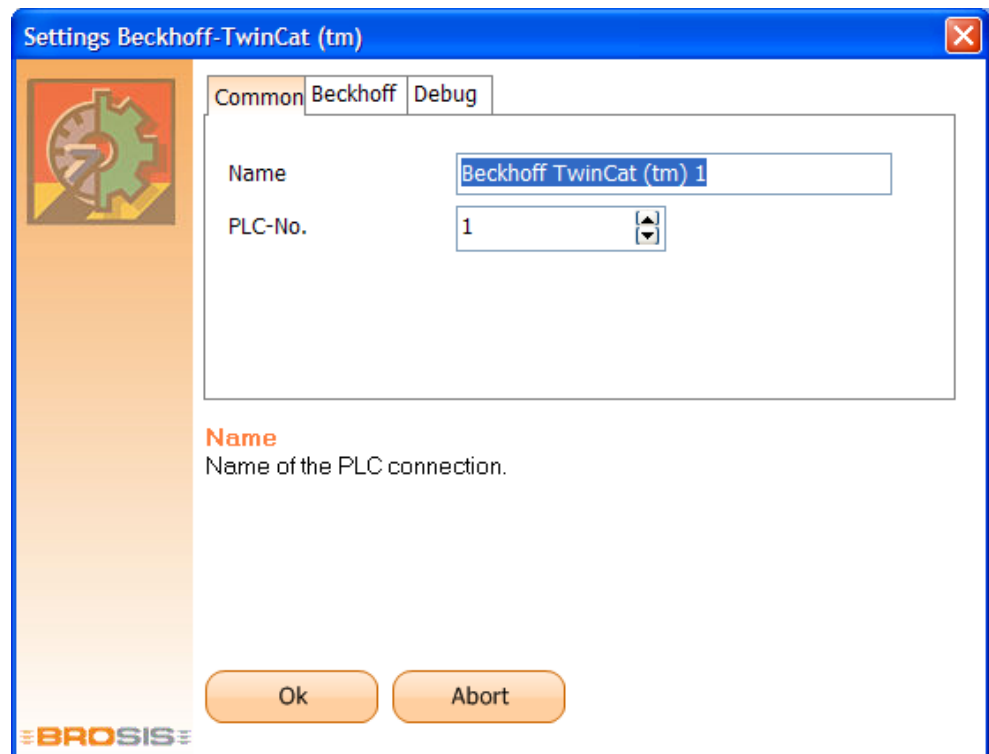 Settings Beckhoff-TwinCat (tm)
Common Beckhoff Debug
Name Beckhoff TwinCat (tm) 1
PLC-No. 1
Name
Name of the PLC connection.
Ok Abort
BROSIS